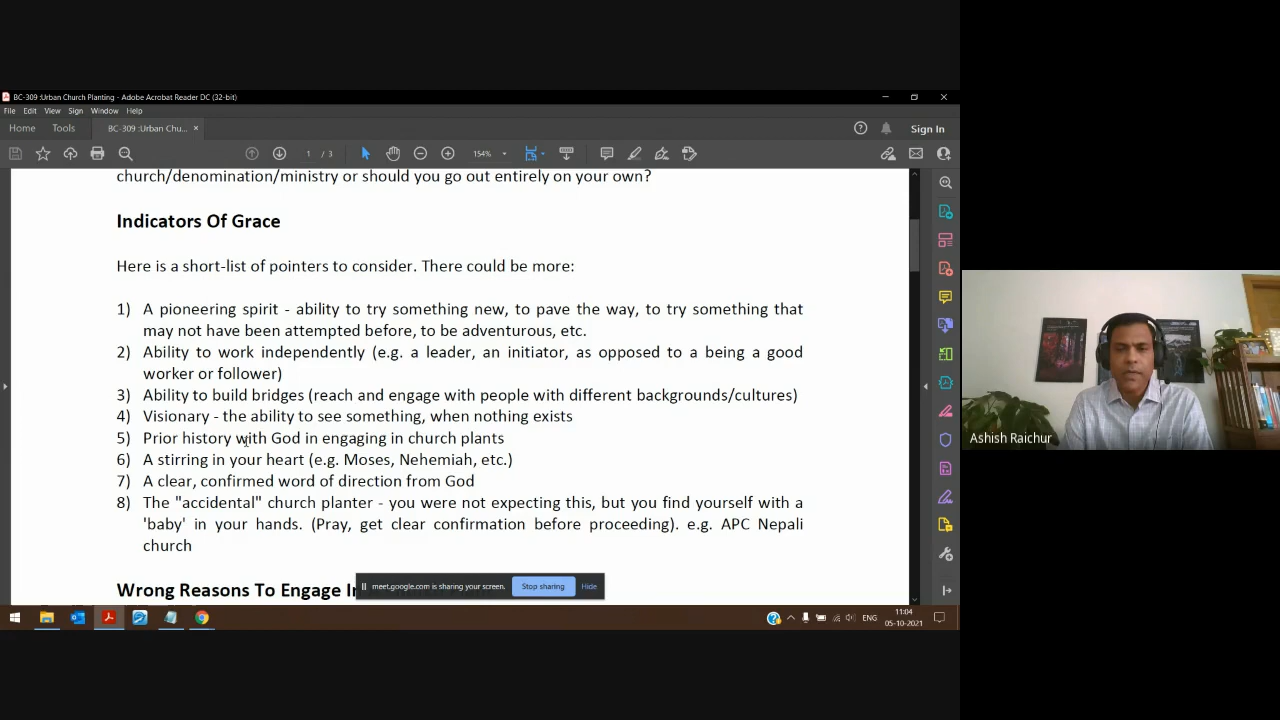 BC-309 :Urban Church Planting - Adobe Acrobat Reader DC (32-bit)
File Edit View Sign Window Help
Home Tools BC-309 :Urban Chu... × Sign In
1 / 3 154%
church/denomination/ministry or should you go out entirely on your own?
Indicators Of Grace
Here is a short-list of pointers to consider. There could be more:
1) A pioneering spirit - ability to try something new, to pave the way, to try something that
may not have been attempted before, to be adventurous, etc.
2) Ability to work independently (e.g. a leader, an initiator, as opposed to a being a good
worker or follower)
3) Ability to build bridges (reach and engage with people with different backgrounds/cultures)
4) Visionary - the ability to see something, when nothing exists
5) Prior history with God in engaging in church plants
6) A stirring in your heart (e.g. Moses, Nehemiah, etc.)
7) A clear, confirmed word of direction from God
8) The "accidental" church planter - you were not expecting this, but you find yourself with a
'baby' in your hands. (Pray, get clear confirmation before proceeding). e.g. APC Nepali
church
Wrong Reasons To Engage In
meet.google.com is sharing your screen. Stop sharing Hide
ENG
11:04
05-10-2021
Ashish Raichur